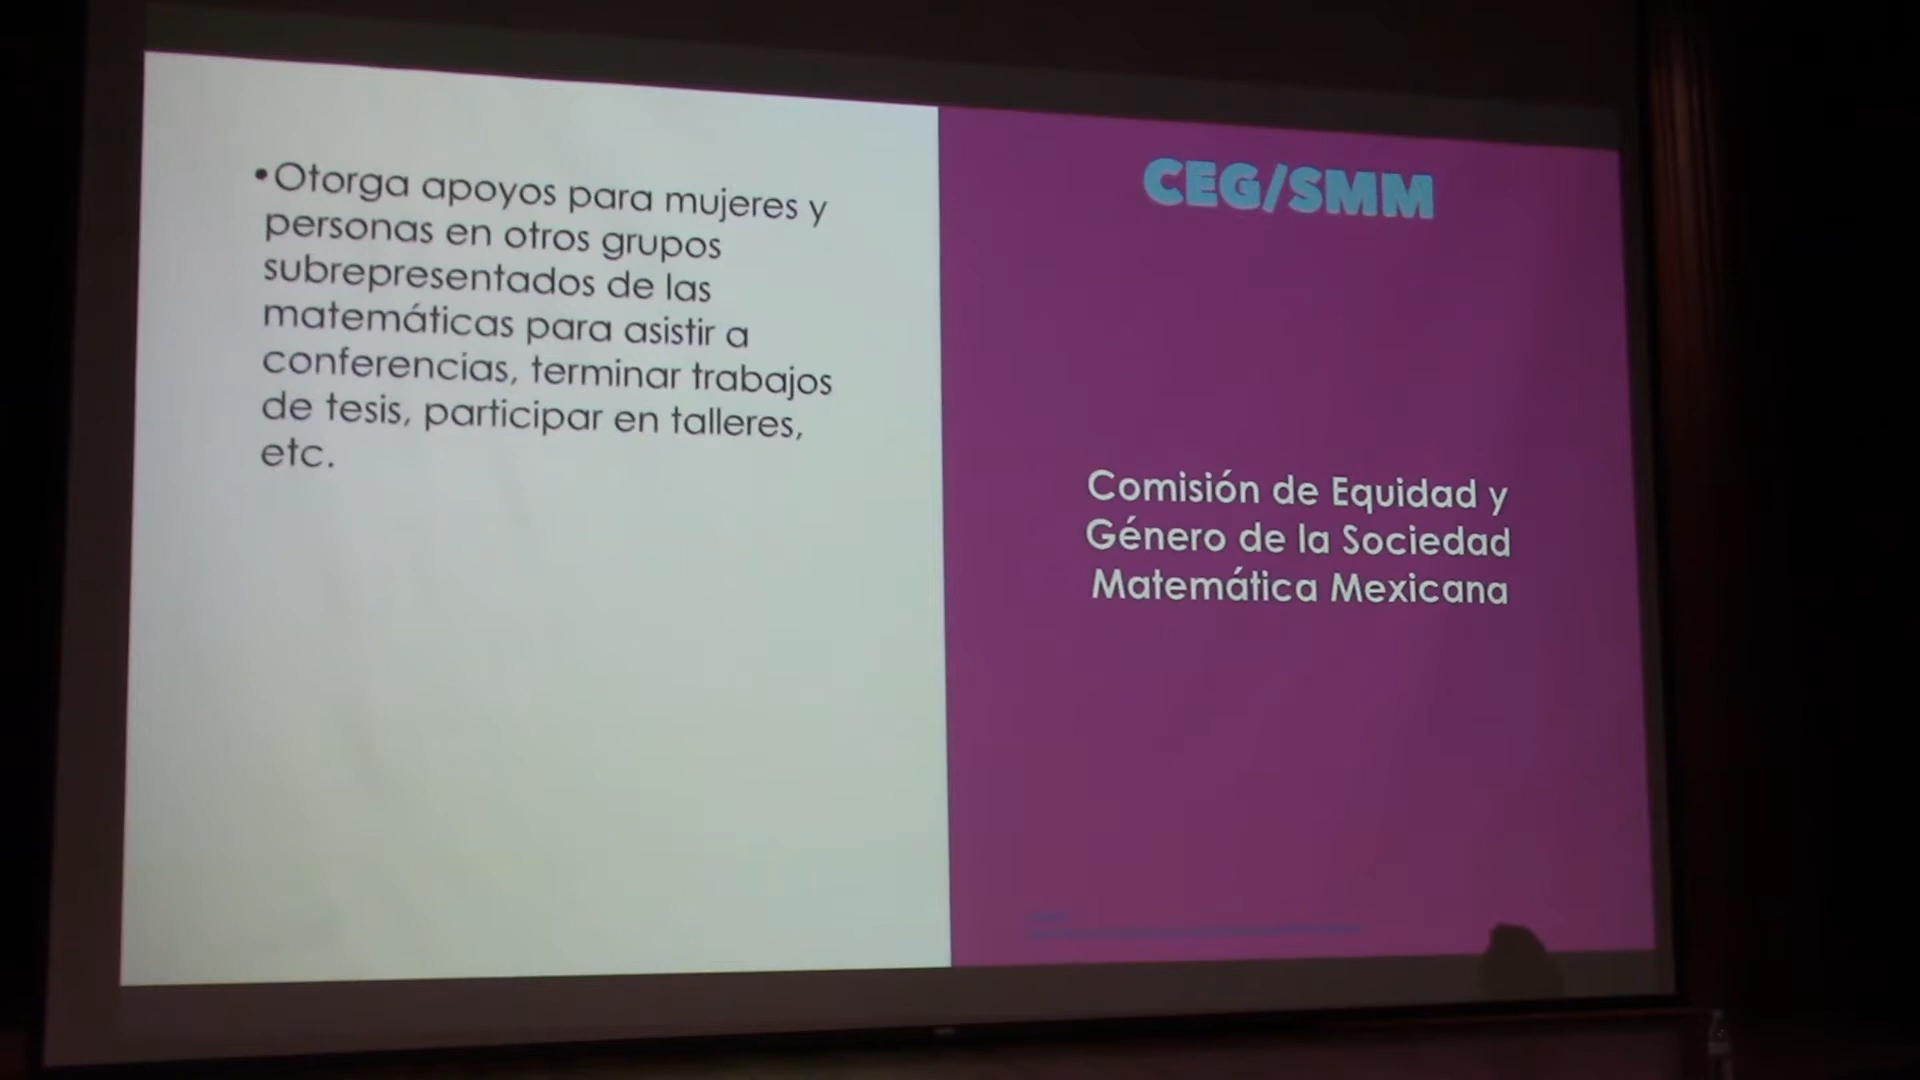 •Otorga apoyos para mujeres y
personas en otros grupos
subrepresentados de las
matemáticas para asistir a
conferencias, terminar trabajos
de tesis, participar en talleres,
etc.
CEG/SMM
Comisión de Equidad y
Género de la Sociedad
Matemática Mexicana